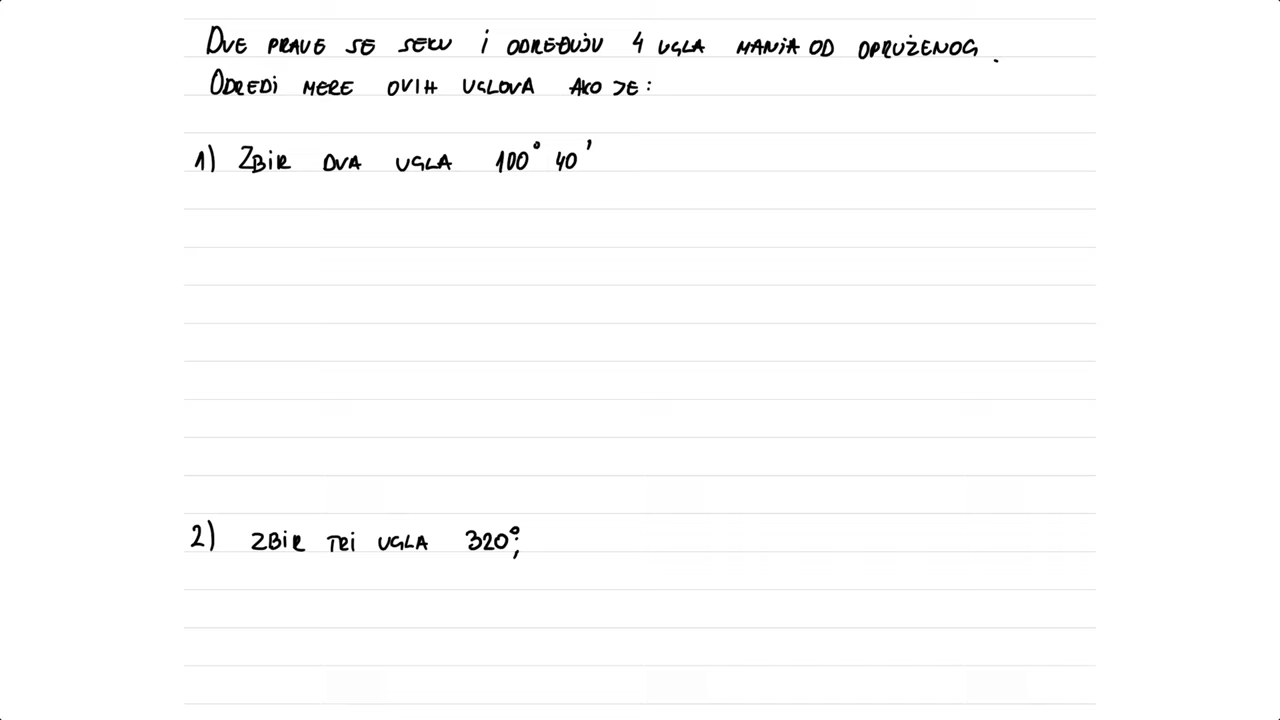 DVE PRAVE SE SEKU I ODREĐUJU 4 UGLA MANJA OD OPRUŽENOG.
ODREDI MERE OVIH UGLOVA AKO JE:
1) ZBIR DVA UGLA 100° 40'
2) ZBIR TRI UGLA 320°;